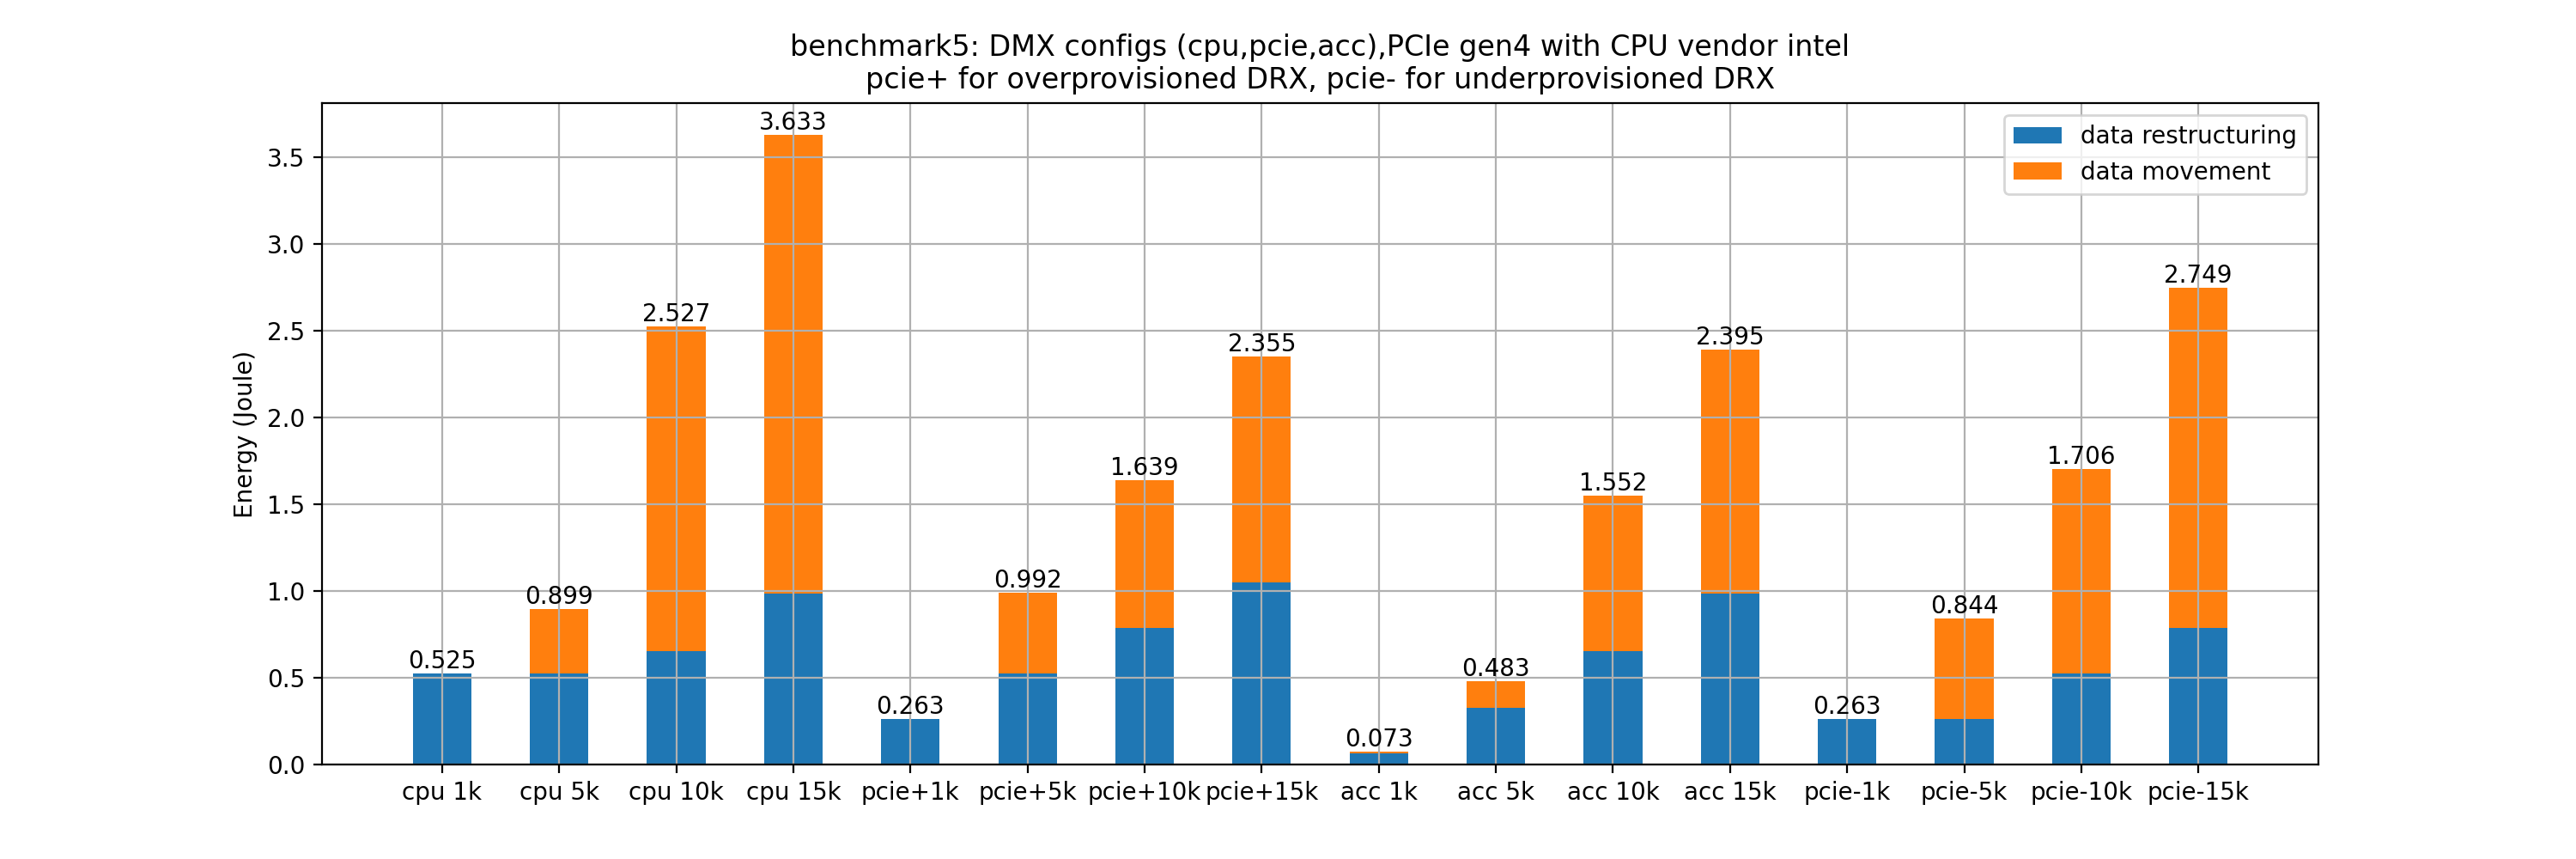 benchmark5: DMX configs (cpu,pcie,acc),PCIe gen4 with CPU vendor intel
pcie+ for overprovisioned DRX, pcie- for underprovisioned DRX
data restructuring
data movement
Energy (Joule)
3.5
3.0
2.5
2.0
1.5
1.0
0.5
0.0
0.525
0.899
2.527
3.633
0.263
0.992
1.639
2.355
0.073
0.483
1.552
2.395
0.263
0.844
1.706
2.749
cpu 1k
cpu 5k
cpu 10k
cpu 15k
pcie+1k
pcie+5k
pcie+10k
pcie+15k
acc 1k
acc 5k
acc 10k
acc 15k
pcie-1k
pcie-5k
pcie-10k
pcie-15k